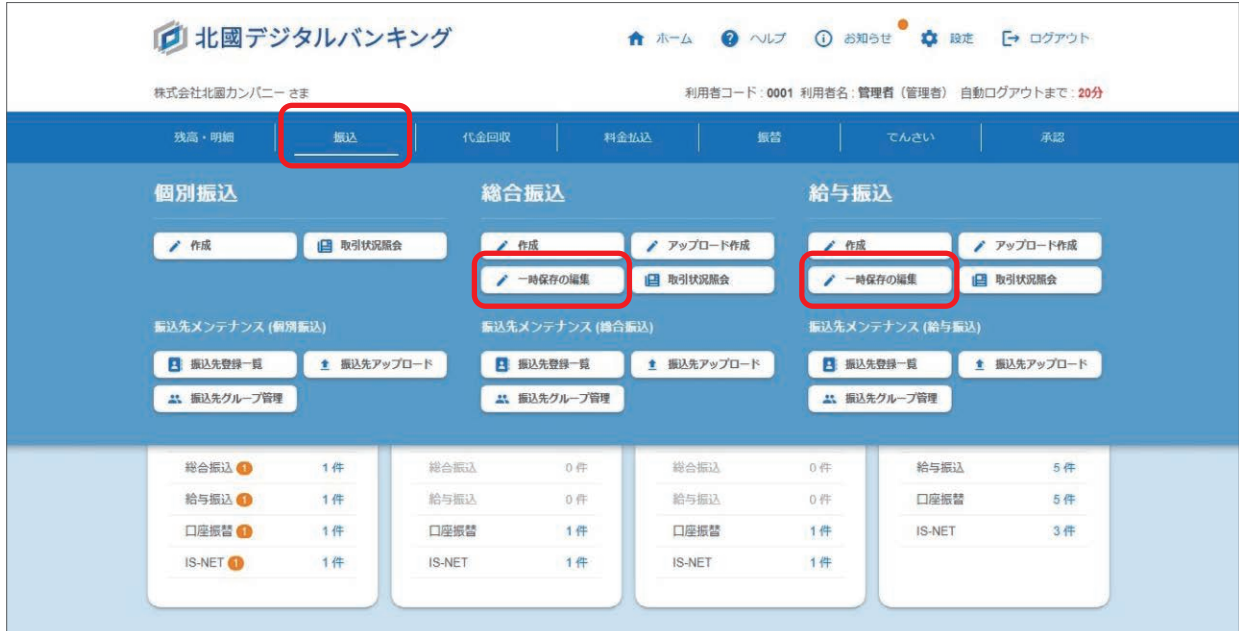 北國デジタルバンキング
ホーム ヘルプ お知らせ 設定 ログアウト
株式会社北國カンパニー さま
利用者コード : 0001 利用者名 : 管理者（管理者） 自動ログアウトまで : 20分
残高・明細 振込 代金回収 料金払込 振替 でんさい 承認
個別振込 総合振込 給与振込
作成 取引状況照会 作成 アップロード作成 作成 アップロード作成
一時保存の編集 取引状況照会 一時保存の編集 取引状況照会
振込先メンテナンス (個別振込) 振込先メンテナンス (総合振込) 振込先メンテナンス (給与振込)
振込先登録一覧 振込先アップロード 振込先登録一覧 振込先アップロード 振込先登録一覧 振込先アップロード
振込先グループ管理 振込先グループ管理 振込先グループ管理
総合振込 1 1件 総合振込 0件 総合振込 0件 給与振込 5件
給与振込 1 1件 給与振込 0件 給与振込 0件 口座振替 5件
口座振替 1 1件 口座振替 1件 口座振替 1件 IS-NET 3件
IS-NET 1 1件 IS-NET 1件 IS-NET 1件